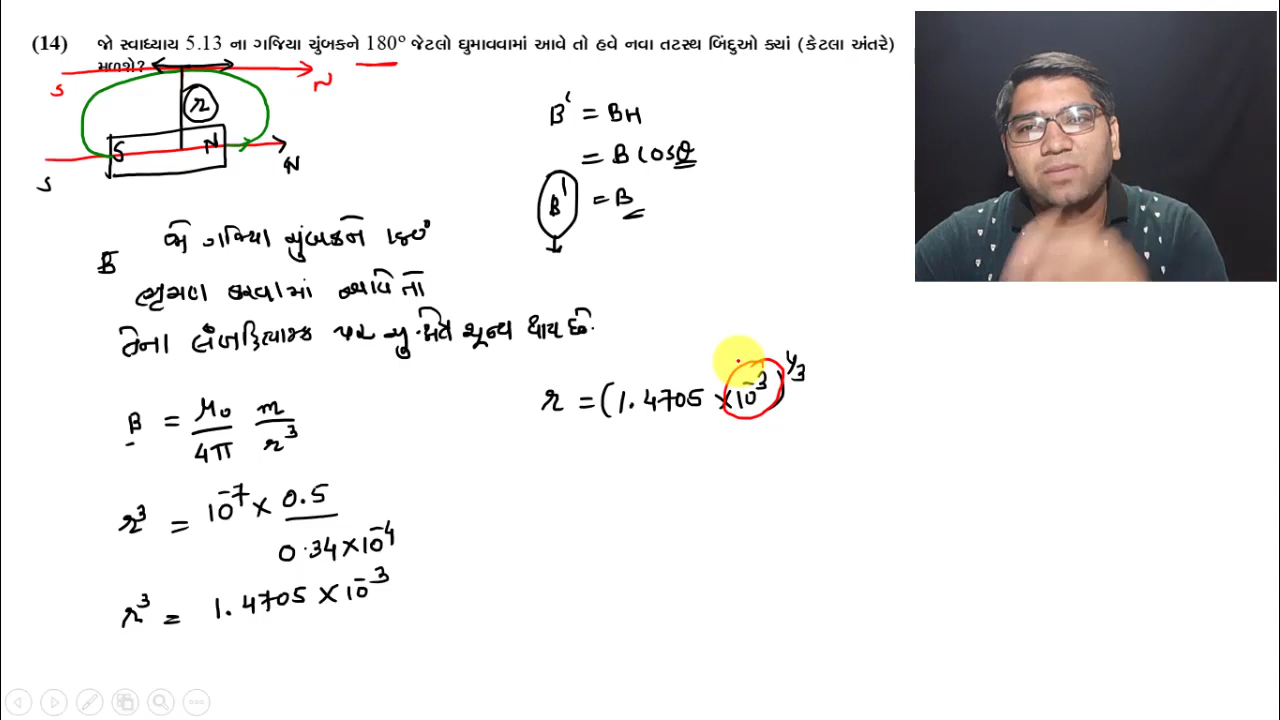 (14) જો સ્વાધ્યાય 5.13 ના ગજિયા ચુંબકને 180° જેટલો ઘુમાવવામાં આવે તો હવે નવા તટસ્થ બિંદુઓ ક્યાં (કેટલા અંતરે)
મળશે?
S N
r
S N
S N
B' = BH
= B cosθ
B' = B
જો ગજિયા ચુંબકને 180°
B
ભ્રમણ કરવામાં આવે તો
તેના લંબદ્વિભાજક પર ચુ.ક્ષેત્ર શૂન્ય થાય છે.
B = μ₀/4π m/r³
r³ = 10⁻⁷ × 0.5 / 0.34×10⁻⁴
r³ = 1.4705 × 10⁻³
r = (1.4705 × 10⁻³)^1/3